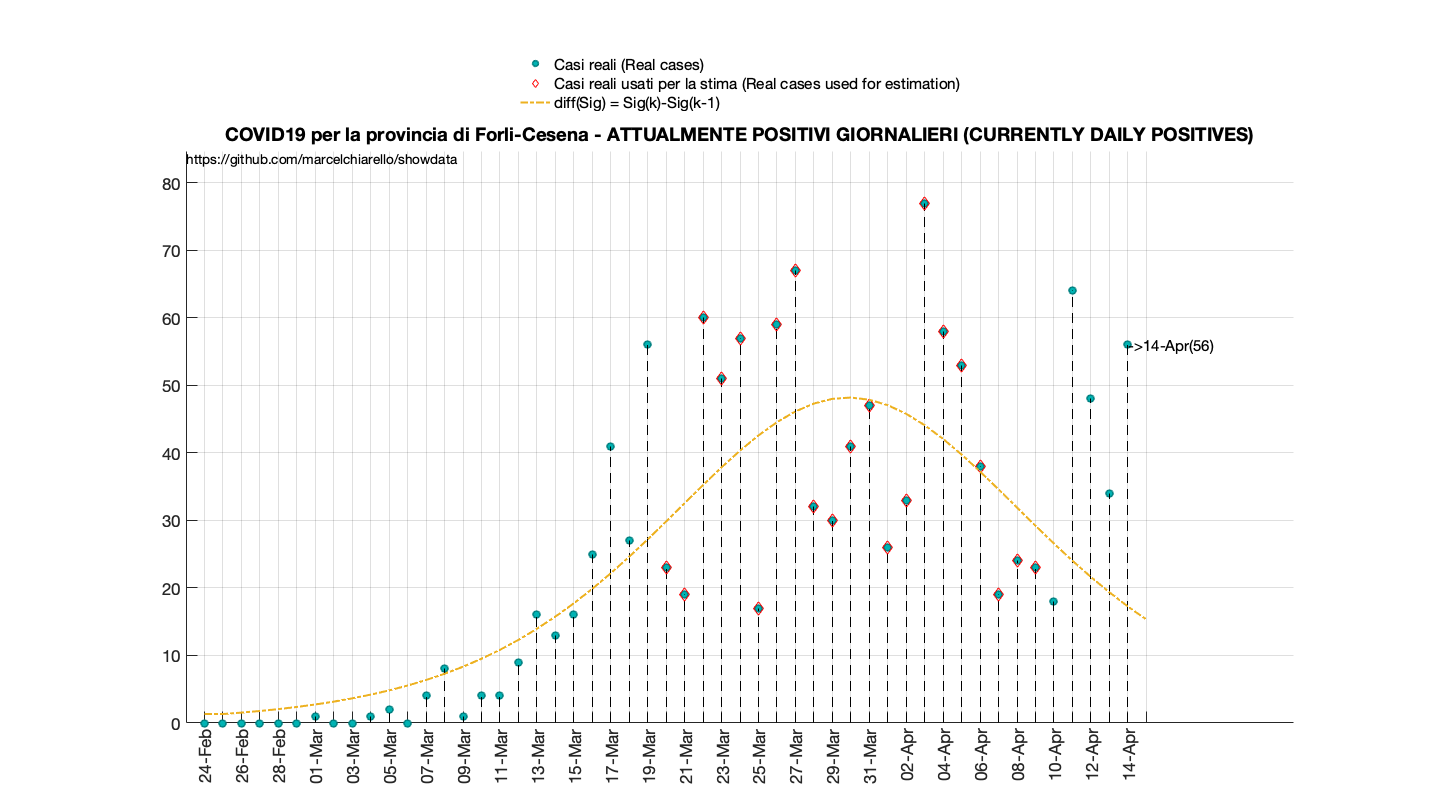 Casi reali (Real cases)
Casi reali usati per la stima (Real cases used for estimation)
diff(Sig) = Sig(k)-Sig(k-1)
COVID19 per la provincia di Forlì-Cesena - ATTUALMENTE POSITIVI GIORNALIERI (CURRENTLY DAILY POSITIVES)
https://github.com/marcelchiarello/showdata
80
70
60
50
40
30
20
10
0
->14-Apr(56)
24-Feb
26-Feb
28-Feb
01-Mar
03-Mar
05-Mar
07-Mar
09-Mar
11-Mar
13-Mar
15-Mar
17-Mar
19-Mar
21-Mar
23-Mar
25-Mar
27-Mar
29-Mar
31-Mar
02-Apr
04-Apr
06-Apr
08-Apr
10-Apr
12-Apr
14-Apr